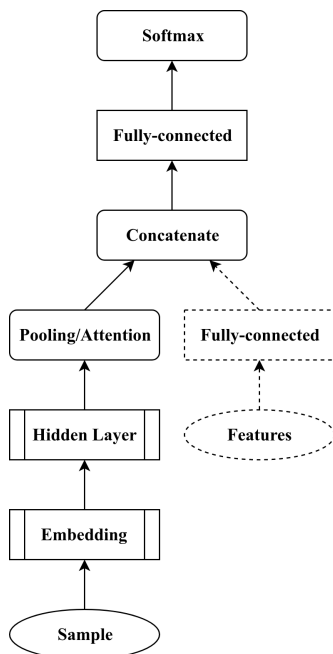 Softmax
Fully-connected
Concatenate
Pooling/Attention
Fully-connected
Hidden Layer
Features
Embedding
Sample